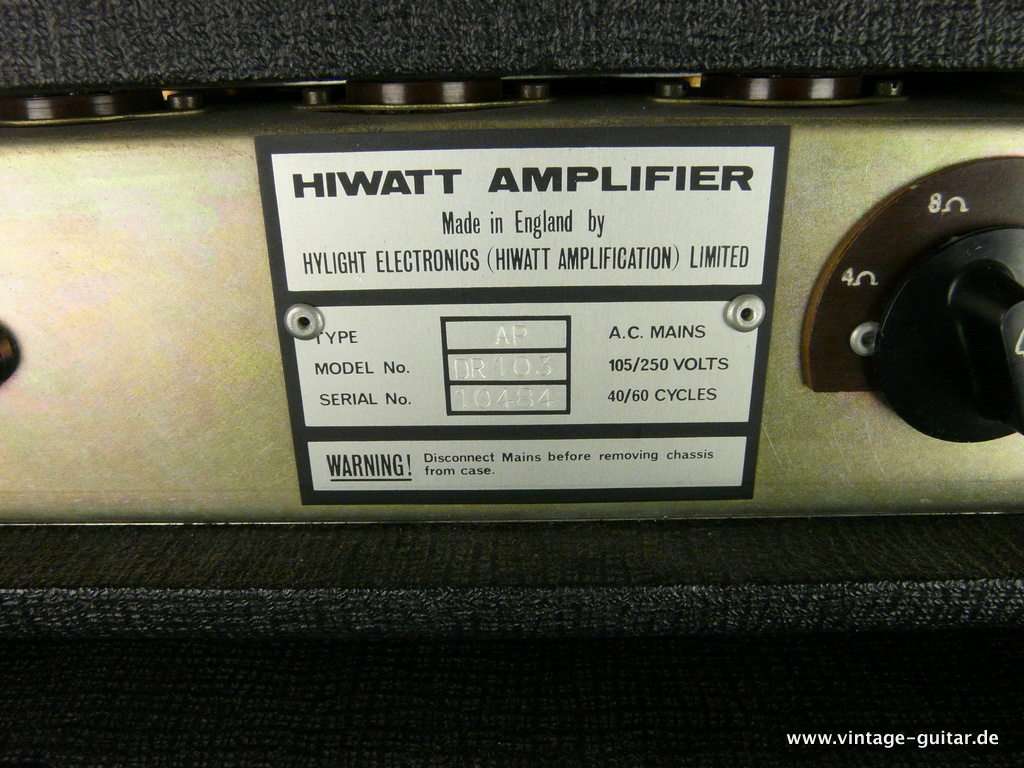 HIWATT AMPLIFIER
Made in England by
HYLIGHT ELECTRONICS (HIWATT AMPLIFICATION) LIMITED
TYPE AP A.C. MAINS
MODEL No. DR103 105/250 VOLTS
SERIAL No. 10484 40/60 CYCLES
WARNING! Disconnect Mains before removing chassis
from case.
8Ω
4Ω
www.vintage-guitar.de